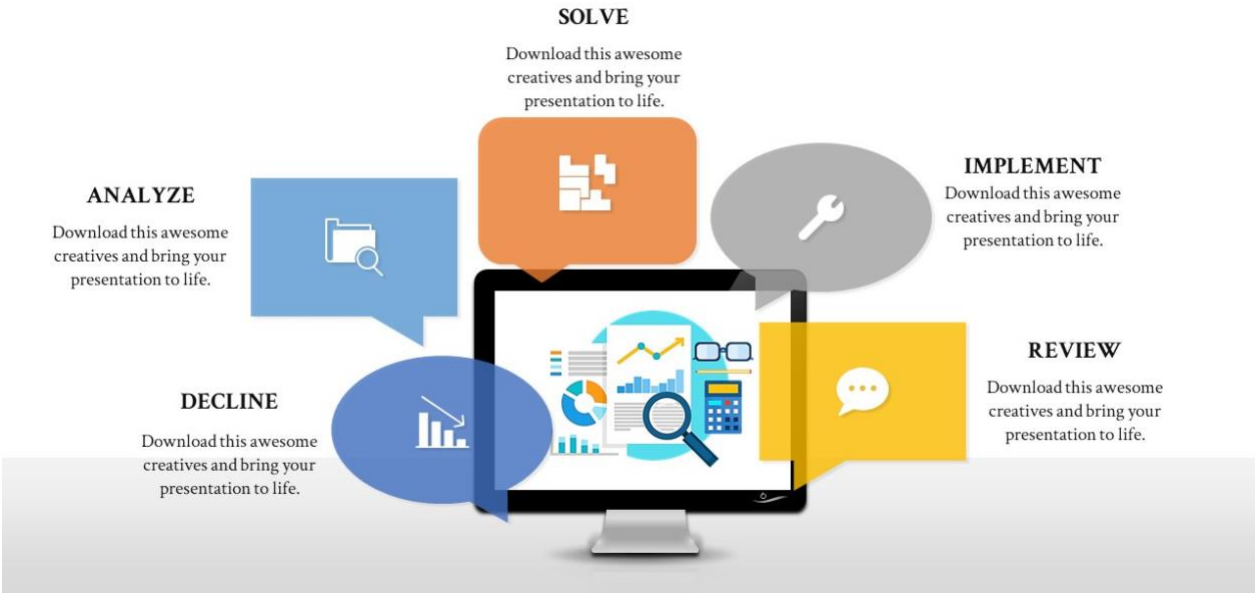 SOLVE
Download this awesome
creatives and bring your
presentation to life.
ANALYZE
Download this awesome
creatives and bring your
presentation to life.
IMPLEMENT
Download this awesome
creatives and bring your
presentation to life.
DECLINE
Download this awesome
creatives and bring your
presentation to life.
REVIEW
Download this awesome
creatives and bring your
presentation to life.